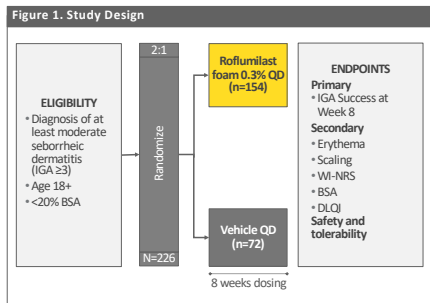 Figure 1. Study Design
ELIGIBILITY
• Diagnosis of at
least moderate
seborrheic
dermatitis
(IGA ≥3)
• Age 18+
• <20% BSA
2:1
Randomize
N=226
Roflumilast
foam 0.3% QD
(n=154)
Vehicle QD
(n=72)
8 weeks dosing
ENDPOINTS
Primary
• IGA Success at
Week 8
Secondary
• Erythema
• Scaling
• WI-NRS
• BSA
• DLQI
Safety and
tolerability